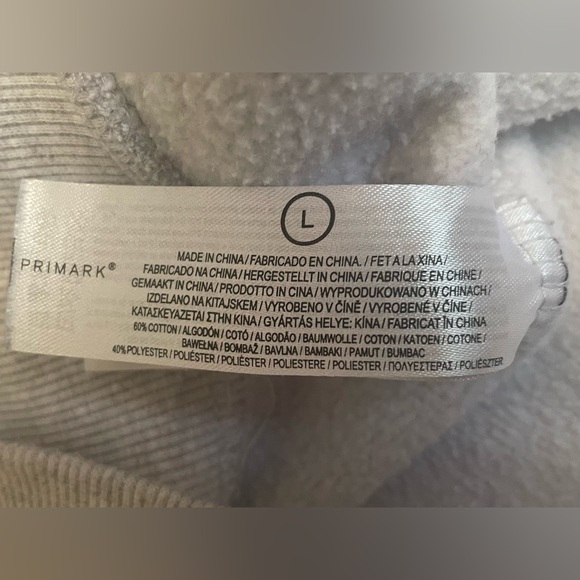 L
PRIMARK®
MADE IN CHINA / FABRICADO EN CHINA. / FET A LA XINA /
FABRICADO NA CHINA / HERGESTELLT IN CHINA / FABRIQUE EN CHINE /
GEMAAKT IN CHINA / PRODOTTO IN CINA / WYPRODUKOWANO W CHINACH /
IZDELANO NA KITAJSKEM / VYROBENO V ČÍNĚ / VYROBENÉ V ČÍNE /
ΚΑΤΑΣΚΕΥΑΖΕΤΑΙ ΣΤΗΝ ΚΙΝΑ / GYÁRTÁS HELYE: KÍNA / FABRICAT ÎN CHINA
60% COTTON / ALGODÓN / COTÓ / ALGODÃO / BAUMWOLLE / COTON / KATOEN / COTONE /
BAWEŁNA / BOMBAŽ / BAVLNA / BAMBAKI / PAMUT / BUMBAC
40% POLYESTER / POLIÉSTER / POLIÈSTER / POLIESTERE / POLIESTER / ΠΟΛΥΕΣΤΕΡΑΣ / POLIÉSZTER